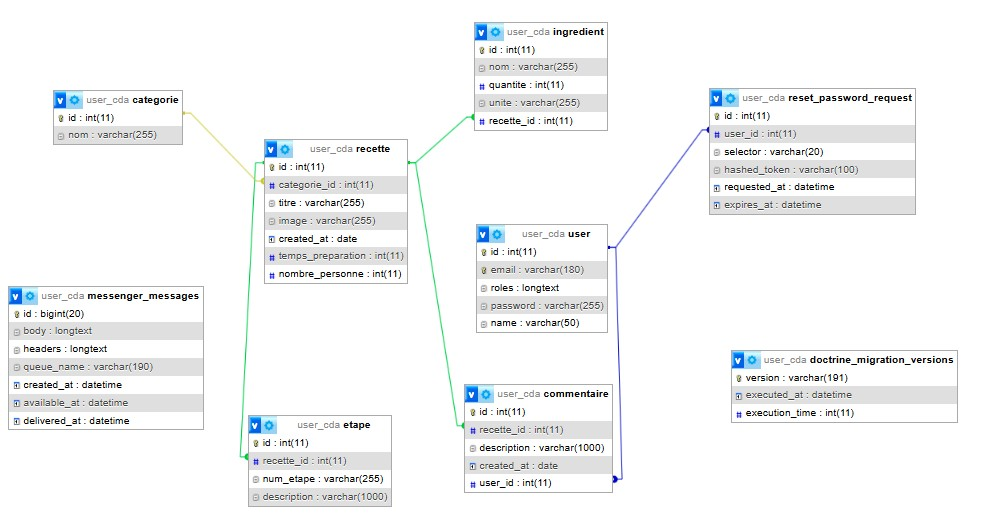 user_cda categorie
id : int(11)
nom : varchar(255)
user_cda recette
id : int(11)
categorie_id : int(11)
titre : varchar(255)
image : varchar(255)
created_at : date
temps_preparation : int(11)
nombre_personne : int(11)
user_cda ingredient
id : int(11)
nom : varchar(255)
quantite : int(11)
unite : varchar(255)
recette_id : int(11)
user_cda reset_password_request
id : int(11)
user_id : int(11)
selector : varchar(20)
hashed_token : varchar(100)
requested_at : datetime
expires_at : datetime
user_cda user
id : int(11)
email : varchar(180)
roles : longtext
password : varchar(255)
name : varchar(50)
user_cda messenger_messages
id : bigint(20)
body : longtext
headers : longtext
queue_name : varchar(190)
created_at : datetime
available_at : datetime
delivered_at : datetime
user_cda doctrine_migration_versions
version : varchar(191)
executed_at : datetime
execution_time : int(11)
user_cda etape
id : int(11)
recette_id : int(11)
num_etape : varchar(255)
description : varchar(1000)
user_cda commentaire
id : int(11)
recette_id : int(11)
description : varchar(1000)
created_at : date
user_id : int(11)